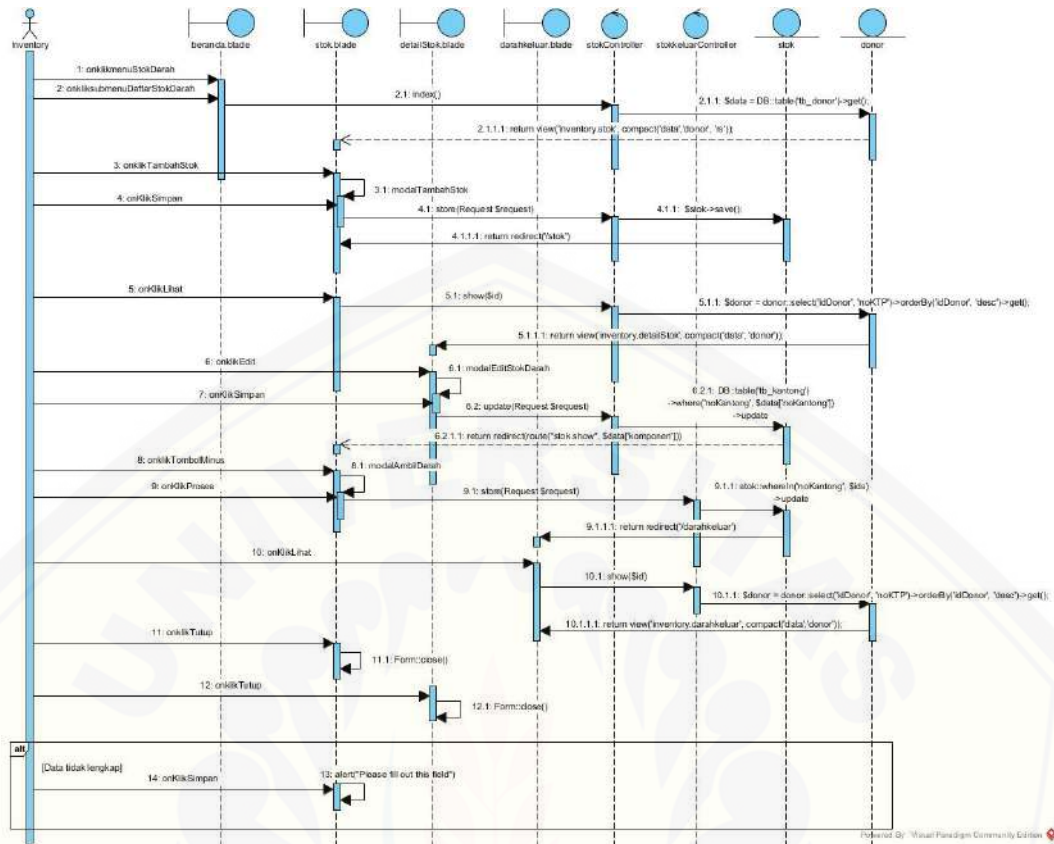 Inventory
beranda.blade
stok.blade
detailStok.blade
darahkeluar.blade
stokController
stokkeluarController
stok
donor
1: onklikmenuStokDarah
2: onkliksubmenuDaftarStokDarah
2.1: index()
2.1.1: $data = DB::table('tb_donor')->get();
2.1.1.1: return view('inventory.stok', compact('data','donor', 'rs'));
3: onklikTambahStok
3.1: modalTambahStok
4: onKlikSimpan
4.1: store(Request $request)
4.1.1: $stok->save();
4.1.1.1: return redirect('/stok')
5: onKlikLihat
5.1: show($id)
5.1.1: $donor = donor::select('idDonor', 'noKTP')->orderBy('idDonor', 'desc')->get();
5.1.1.1: return view('inventory.detailStok', compact('data', 'donor'));
6: onklikEdit
6.1: modalEditStokDarah
7: onKlikSimpan
6.2: update(Request $request)
6.2.1: DB::table('tb_kantong')
->where('noKantong', $data['noKantong'])
->update
6.2.1.1: return redirect(route("stok.show", $data['komponen']))
8: onklikTombolMinus
8.1: modalAmbilDarah
9: onKlikProses
9.1: store(Request $request)
9.1.1: stok::whereIn('noKantong', $ids)
->update
9.1.1.1: return redirect('/darahkeluar')
10: onKlikLihat
10.1: show($id)
10.1.1: $donor = donor::select('idDonor', 'noKTP')->orderBy('idDonor', 'desc')->get();
10.1.1.1: return view('inventory.darahkeluar', compact('data','donor'));
11: onklikTutup
11.1: Form::close()
12: onklikTutup
12.1: Form::close()
alt
[Data tidak lengkap]
13: alert("Please fill out this field")
14: onKlikSimpan
Powered By Visual Paradigm Community Edition
UNIVERSITAS